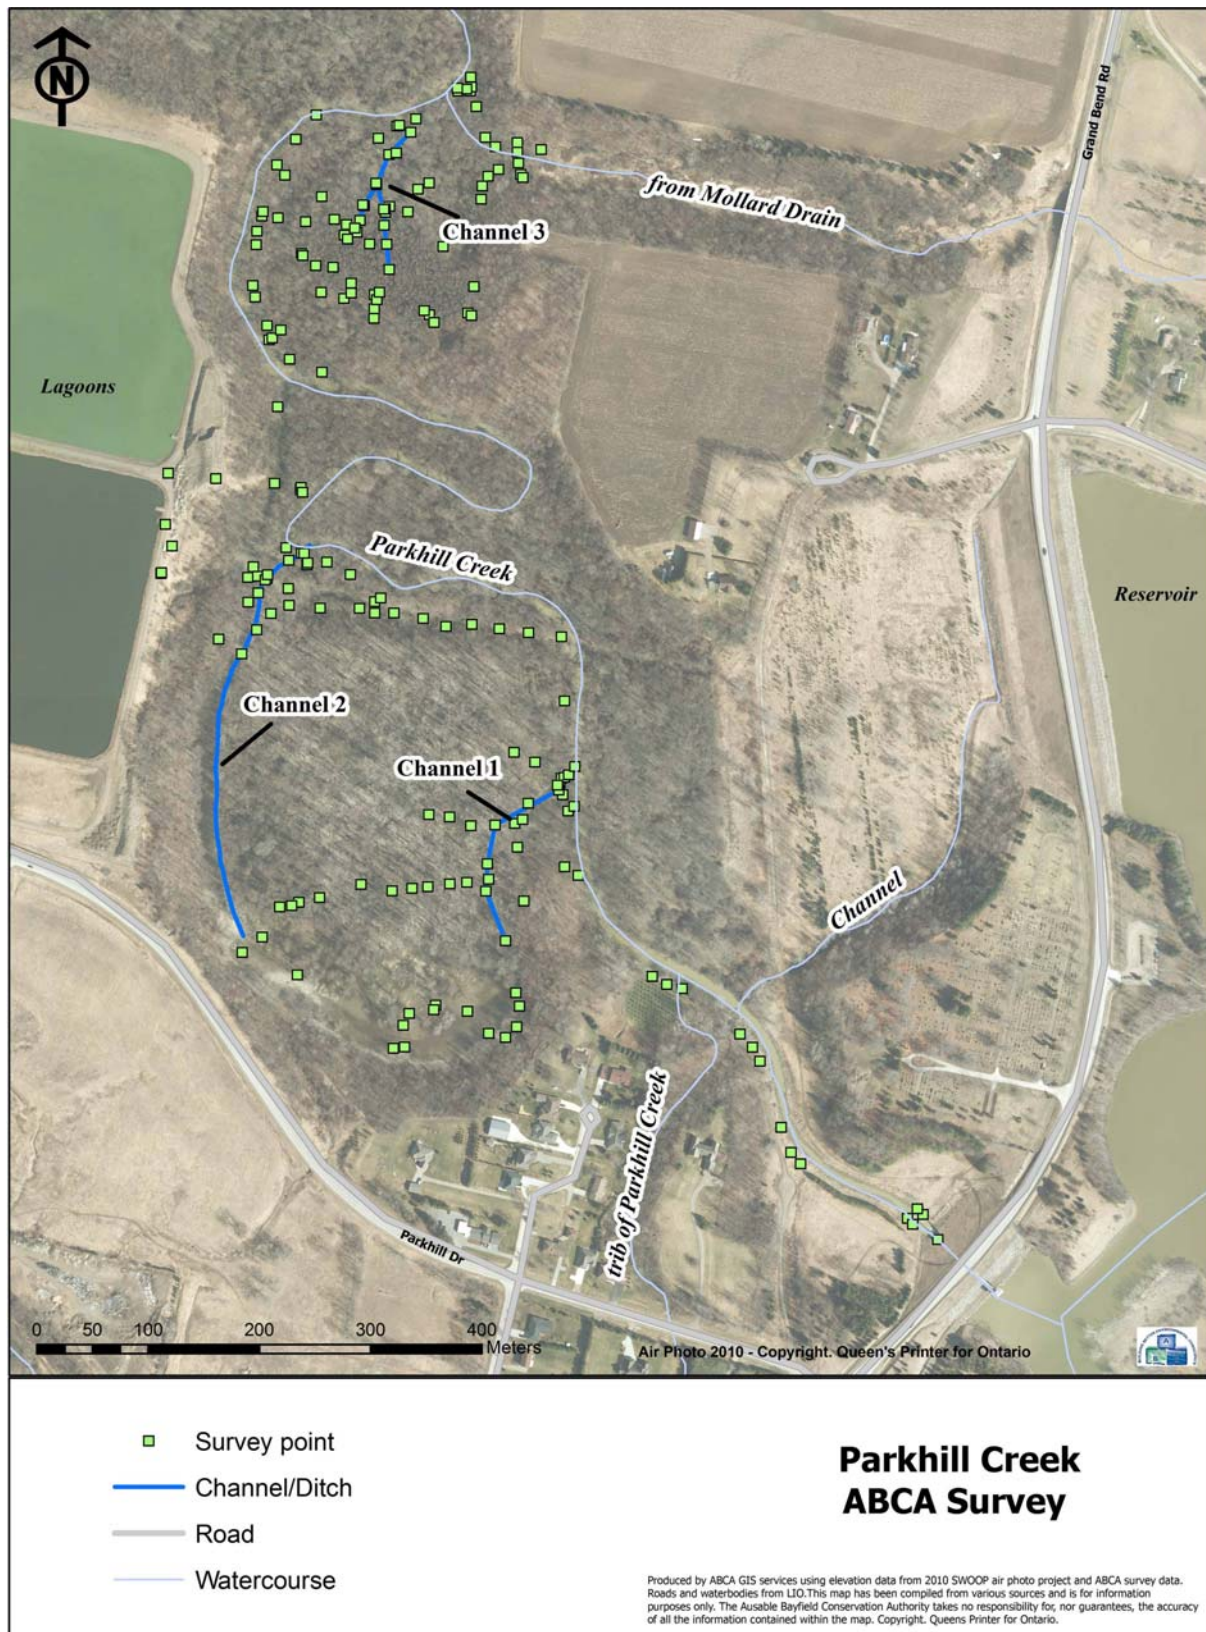 N
Grand Bend Rd
from Mollard Drain
Channel 3
Lagoons
Parkhill Creek
Reservoir
Channel 2
Channel 1
Channel
trib of Parkhill Creek
Parkhill Dr
0 50 100 200 300 400
Meters
Air Photo 2010 - Copyright. Queen's Printer for Ontario
Survey point
Channel/Ditch
Road
Watercourse
Parkhill Creek
ABCA Survey
Produced by ABCA GIS services using elevation data from 2010 SWOOP air photo project and ABCA survey data.
Roads and waterbodies from LIO.This map has been compiled from various sources and is for information
purposes only. The Ausable Bayfield Conservation Authority takes no responsibility for, nor guarantees, the accuracy
of all the information contained within the map. Copyright. Queens Printer for Ontario.